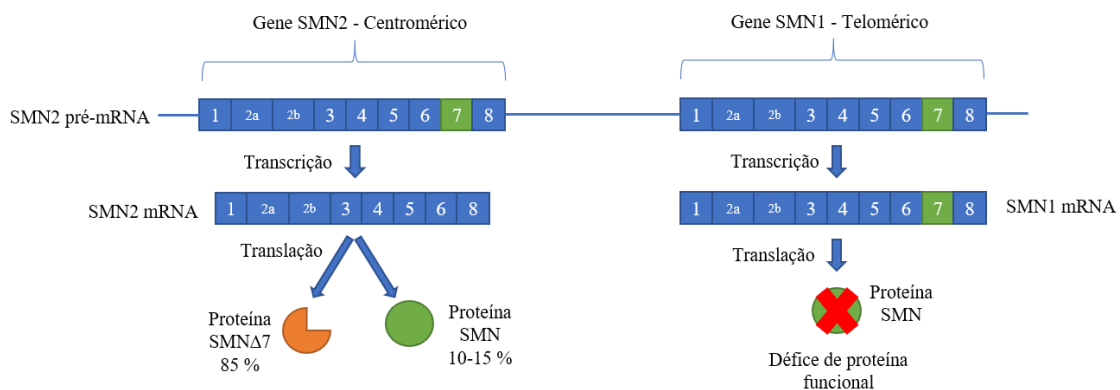 Gene SMN2 - Centromérico
Gene SMN1 - Telomérico
SMN2 pré-mRNA
1 2a 2b 3 4 5 6 7 8
1 2a 2b 3 4 5 6 7 8
Transcrição
Transcrição
SMN2 mRNA
1 2a 2b 3 4 5 6 8
1 2a 2b 3 4 5 6 7 8
SMN1 mRNA
Translação
Translação
Proteína
SMNΔ7
85 %
Proteína
SMN
10-15 %
Proteína
SMN
Défice de proteína
funcional